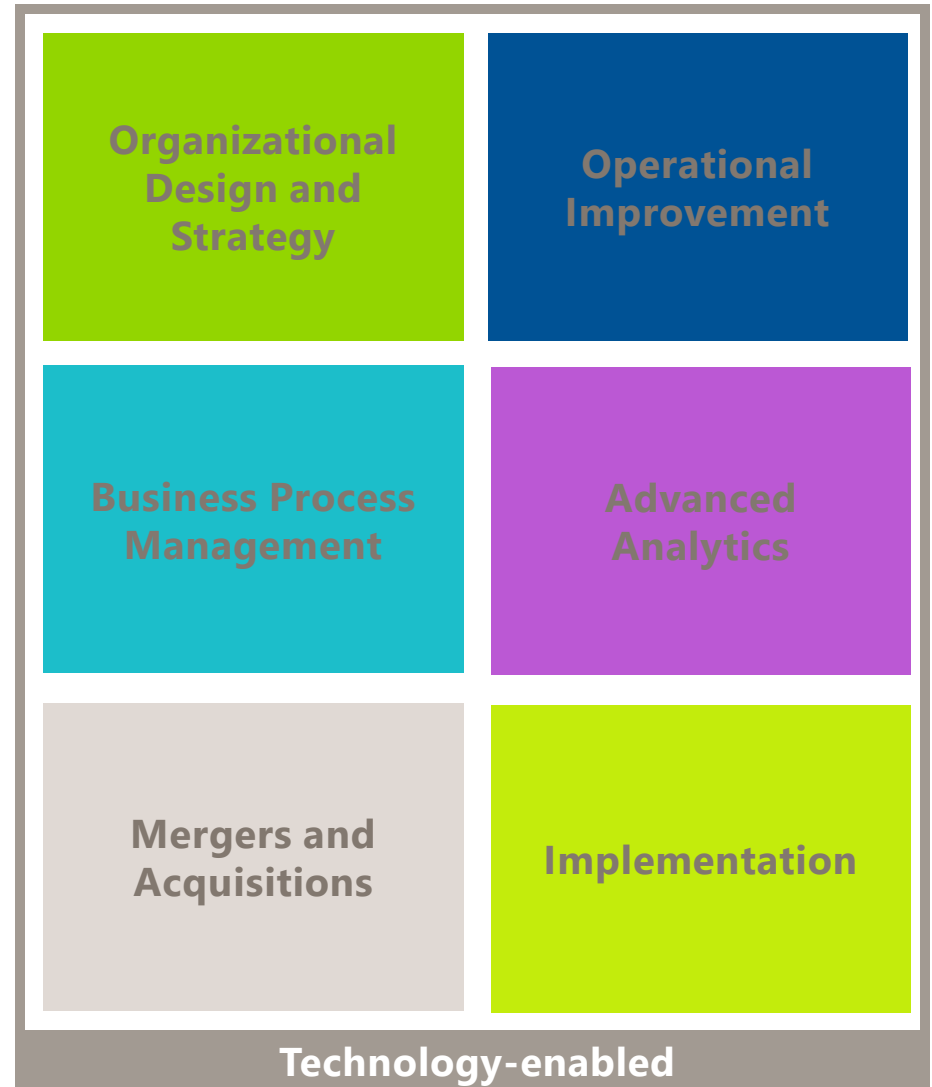 Organizational
Design and
Strategy
Operational
Improvement
Business Process
Management
Advanced
Analytics
Mergers and
Acquisitions
Implementation
Technology-enabled